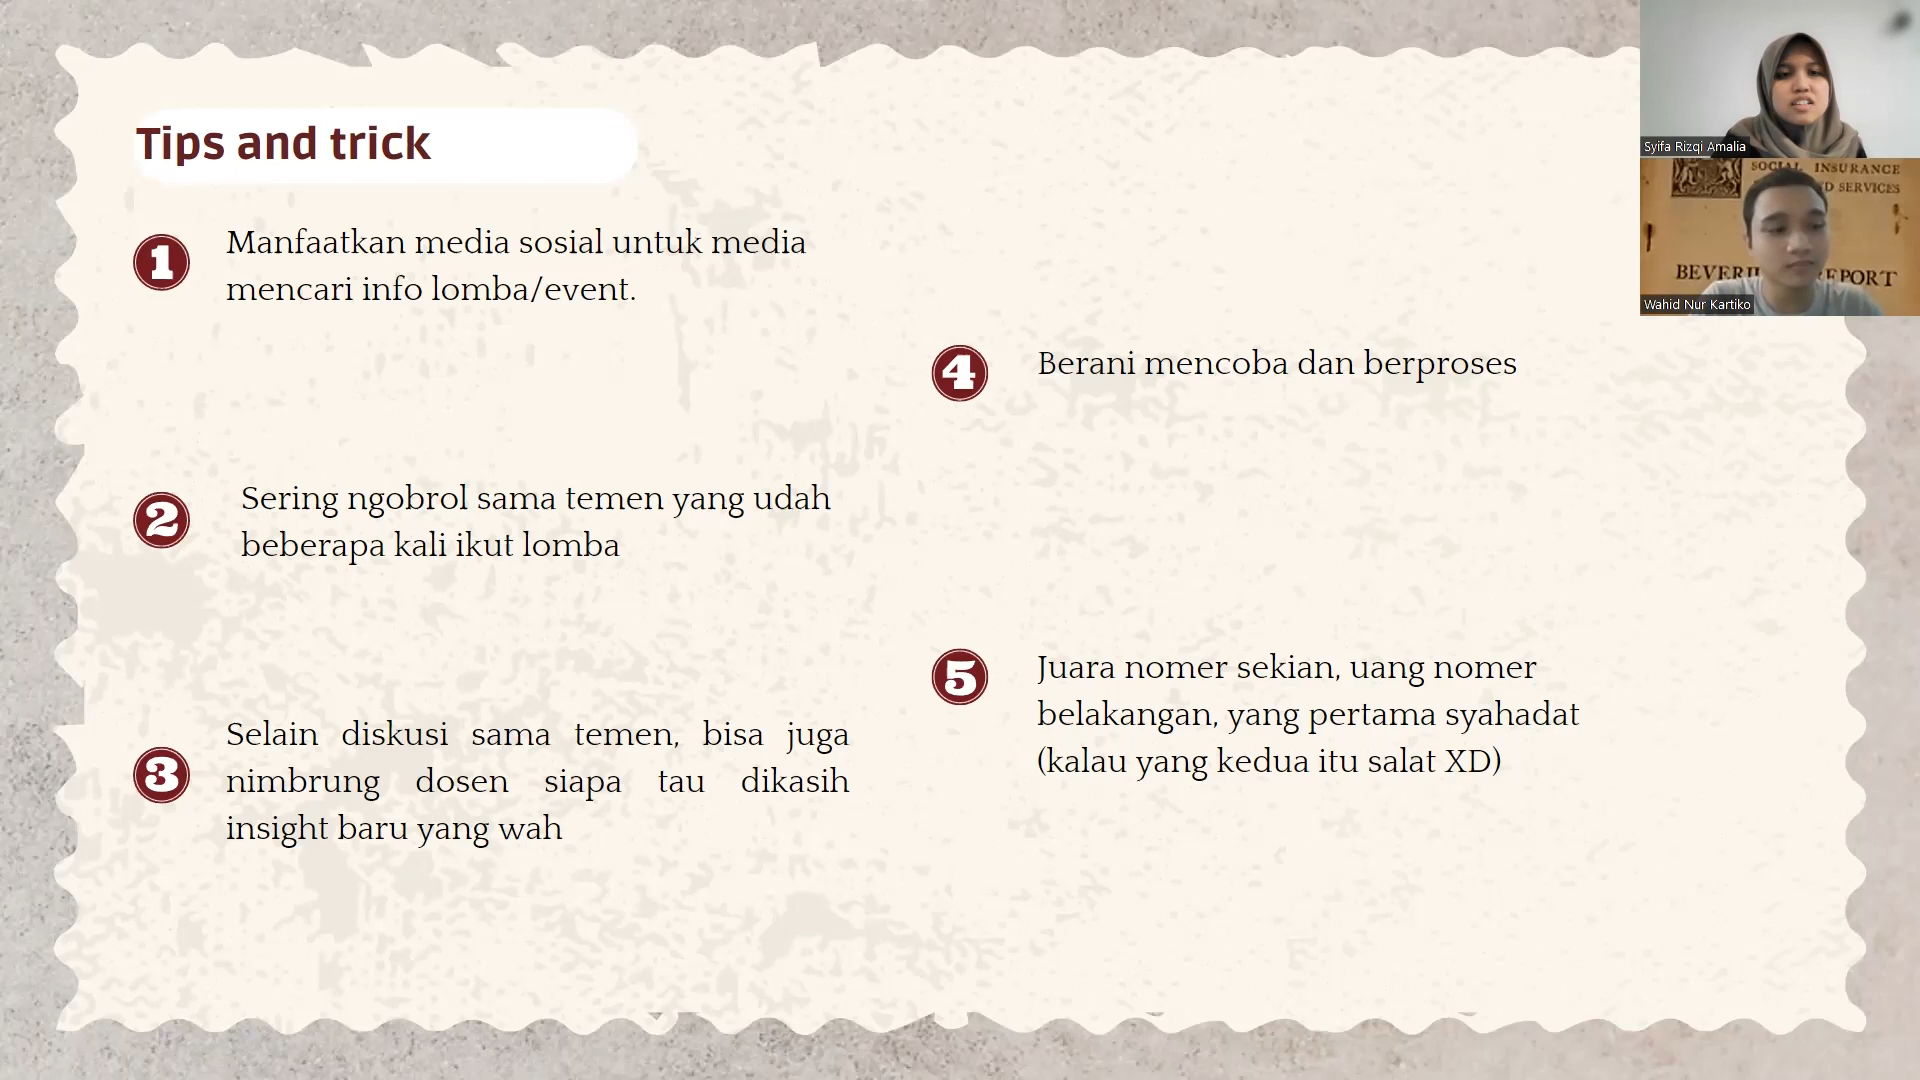 Tips and trick
1
Manfaatkan media sosial untuk media
mencari info lomba/event.
2
Sering ngobrol sama temen yang udah
beberapa kali ikut lomba
3
Selain diskusi sama temen, bisa juga
nimbrung dosen siapa tau dikasih
insight baru yang wah
4
Berani mencoba dan berproses
5
Juara nomer sekian, uang nomer
belakangan, yang pertama syahadat
(kalau yang kedua itu salat XD)
Syifa Rizqi Amalia
SOCIAL INSURANCE
SERVICES
Wahid Nur Kartiko